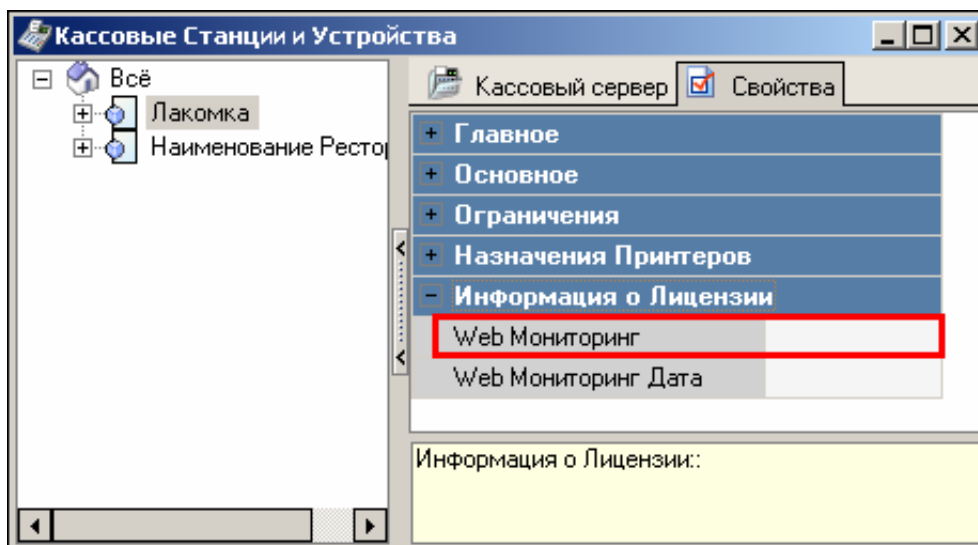 Кассовые Станции и Устройства
Всё
Лакомка
Наименование Ресто
Кассовый сервер
Свойства
Главное
Основное
Ограничения
Назначения Принтеров
Информация о Лицензии
Web Мониторинг
Web Мониторинг Дата
Информация о Лицензии::